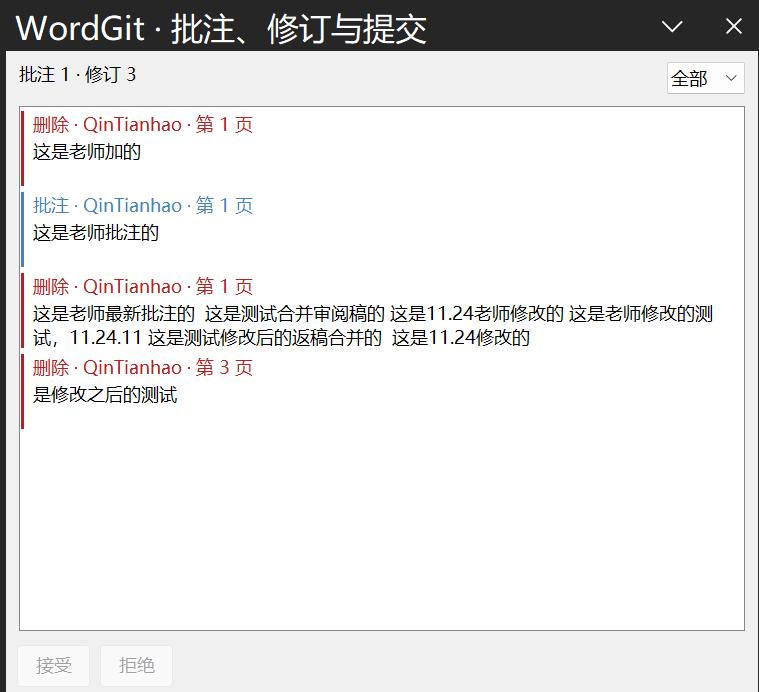 WordGit · 批注、修订与提交
批注 1 · 修订 3
全部
删除 · QinTianhao · 第 1 页
这是老师加的
批注 · QinTianhao · 第 1 页
这是老师批注的
删除 · QinTianhao · 第 1 页
这是老师最新批注的  这是测试合并审阅稿的 这是11.24老师修改的 这是老师修改的测
试，11.24.11 这是测试修改后的返稿合并的  这是11.24修改的
删除 · QinTianhao · 第 3 页
是修改之后的测试
接受
拒绝